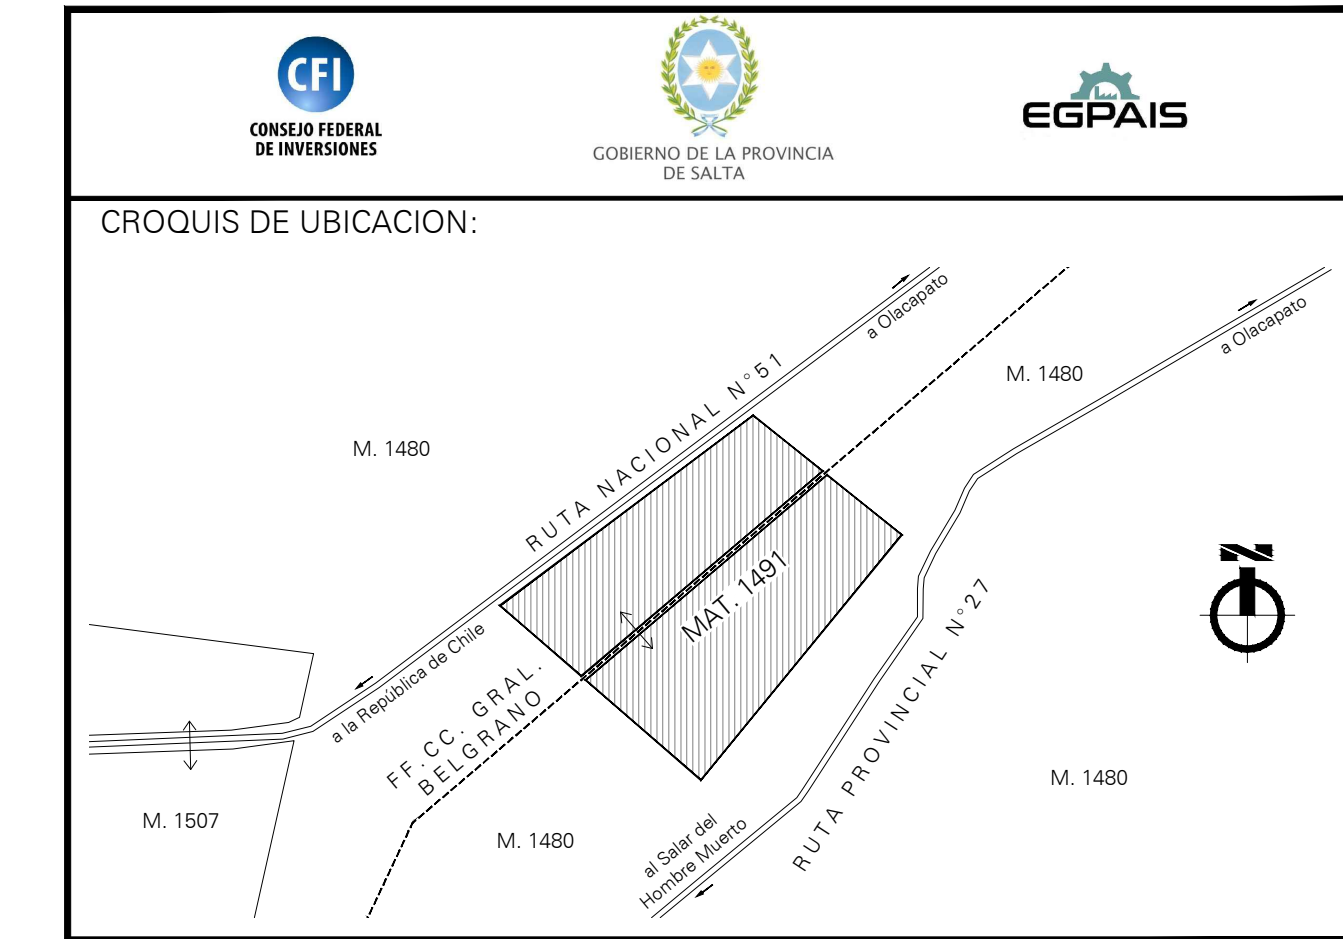 CFI
CONSEJO FEDERAL
DE INVERSIONES
GOBIERNO DE LA PROVINCIA
DE SALTA
EGPAIS
CROQUIS DE UBICACION:
a Olacapato
a Olacapato
RUTA NACIONAL N°51
M. 1480
M. 1480
MAT. 1491
a la República de Chile
FF.CC. GRAL.
BELGRANO
RUTA PROVINCIAL N°27
N
M. 1507
M. 1480
M. 1480
al Salar del
Hombre Muerto